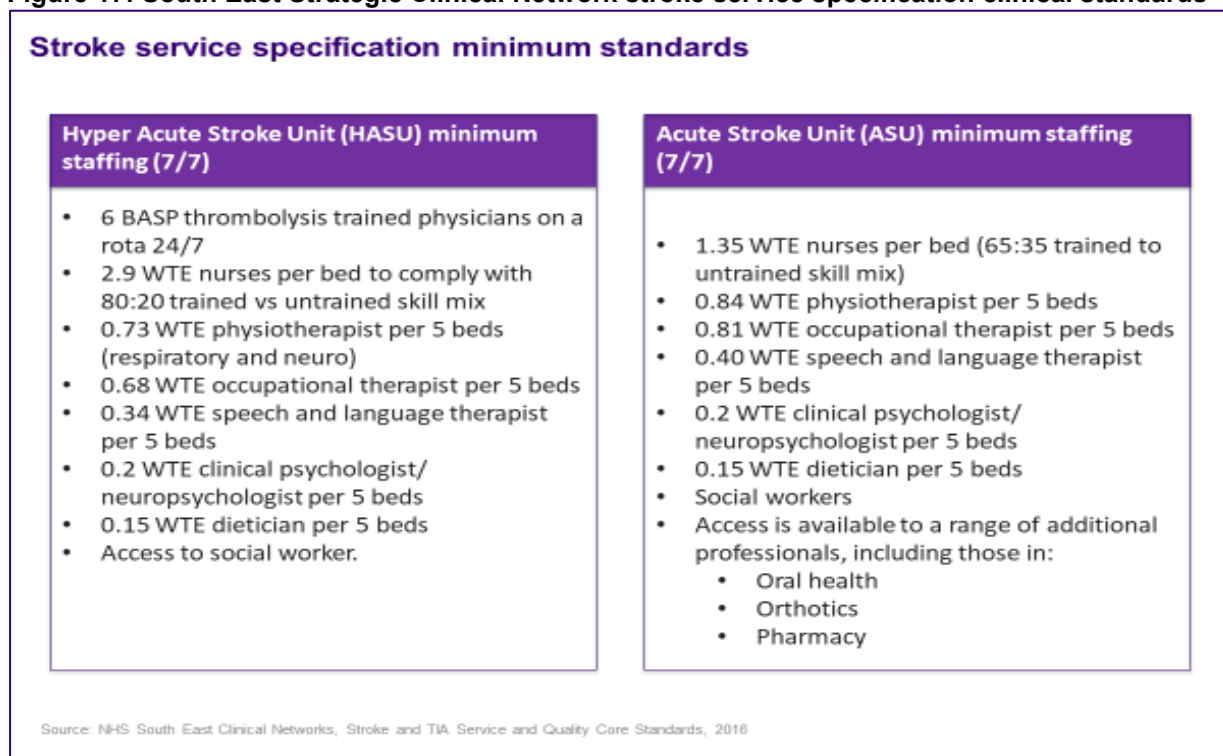 Figure South East Strategic Clinical Network stroke service specification clinical standards
Stroke service specification minimum standards
Hyper Acute Stroke Unit (HASU) minimum
staffing (7/7)
• 6 BASP thrombolysis trained physicians on a
rota 24/7
• 2.9 WTE nurses per bed to comply with
80:20 trained vs untrained skill mix
• 0.73 WTE physiotherapist per 5 beds
(respiratory and neuro)
• 0.68 WTE occupational therapist per 5 beds
• 0.34 WTE speech and language therapist
per 5 beds
• 0.2 WTE clinical psychologist/
neuropsychologist per 5 beds
• 0.15 WTE dietician per 5 beds
• Access to social worker.
Acute Stroke Unit (ASU) minimum staffing
(7/7)
• 1.35 WTE nurses per bed (65:35 trained to
untrained skill mix)
• 0.84 WTE physiotherapist per 5 beds
• 0.81 WTE occupational therapist per 5 beds
• 0.40 WTE speech and language therapist
per 5 beds
• 0.2 WTE clinical psychologist/
neuropsychologist per 5 beds
• 0.15 WTE dietician per 5 beds
• Social workers
• Access is available to a range of additional
professionals, including those in:
• Oral health
• Orthotics
• Pharmacy
Source: NHS South East Clinical Networks, Stroke and TIA Service and Quality Core Standards, 2016